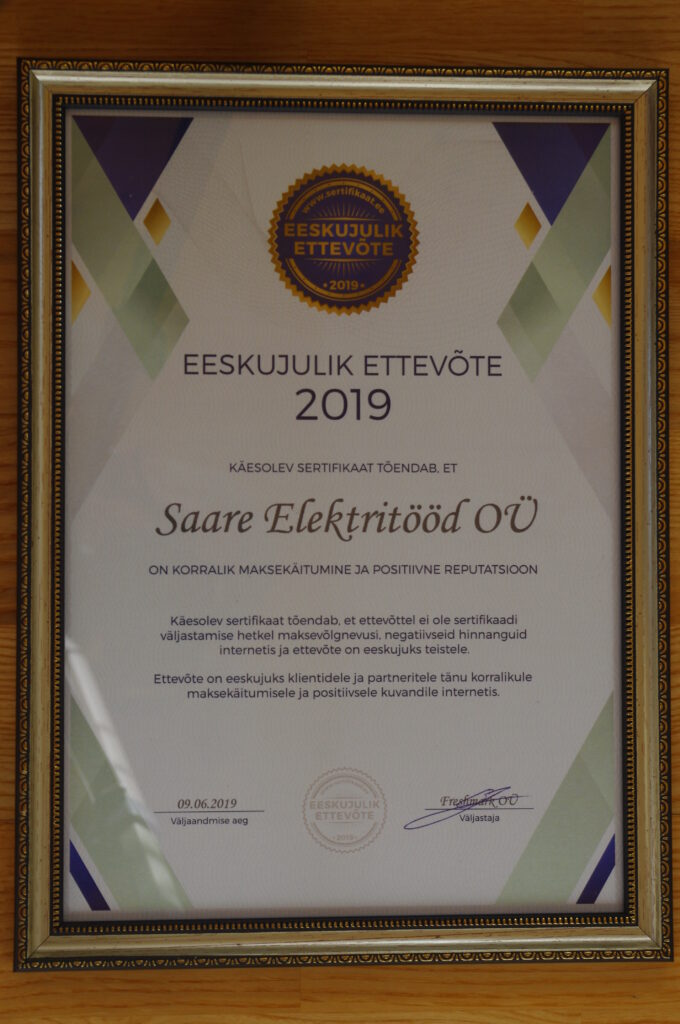 www.sertifikaat.ee
EESKUJULIK
ETTEVÕTE
• 2019 •
EESKUJULIK ETTEVÕTE
2019
KÄESOLEV SERTIFIKAAT TÕENDAB, ET
Saare Elektritööd OÜ
ON KORRALIK MAKSEKÄITUMINE JA POSITIIVNE REPUTATSIOON
Käesolev sertifikaat tõendab, et ettevõttel ei ole sertifikaadi
väljastamise hetkel maksevõlgnevusi, negatiivseid hinnanguid
internetis ja ettevõte on eeskujuks teistele.
Ettevõte on eeskujuks klientidele ja partneritele tänu korralikule
maksekäitumisele ja positiivsele kuvandile internetis.
09.06.2019
Väljaandmise aeg
EESKUJULIK
ETTEVÕTE
• 2019 •
Freshmark OÜ
Väljastaja